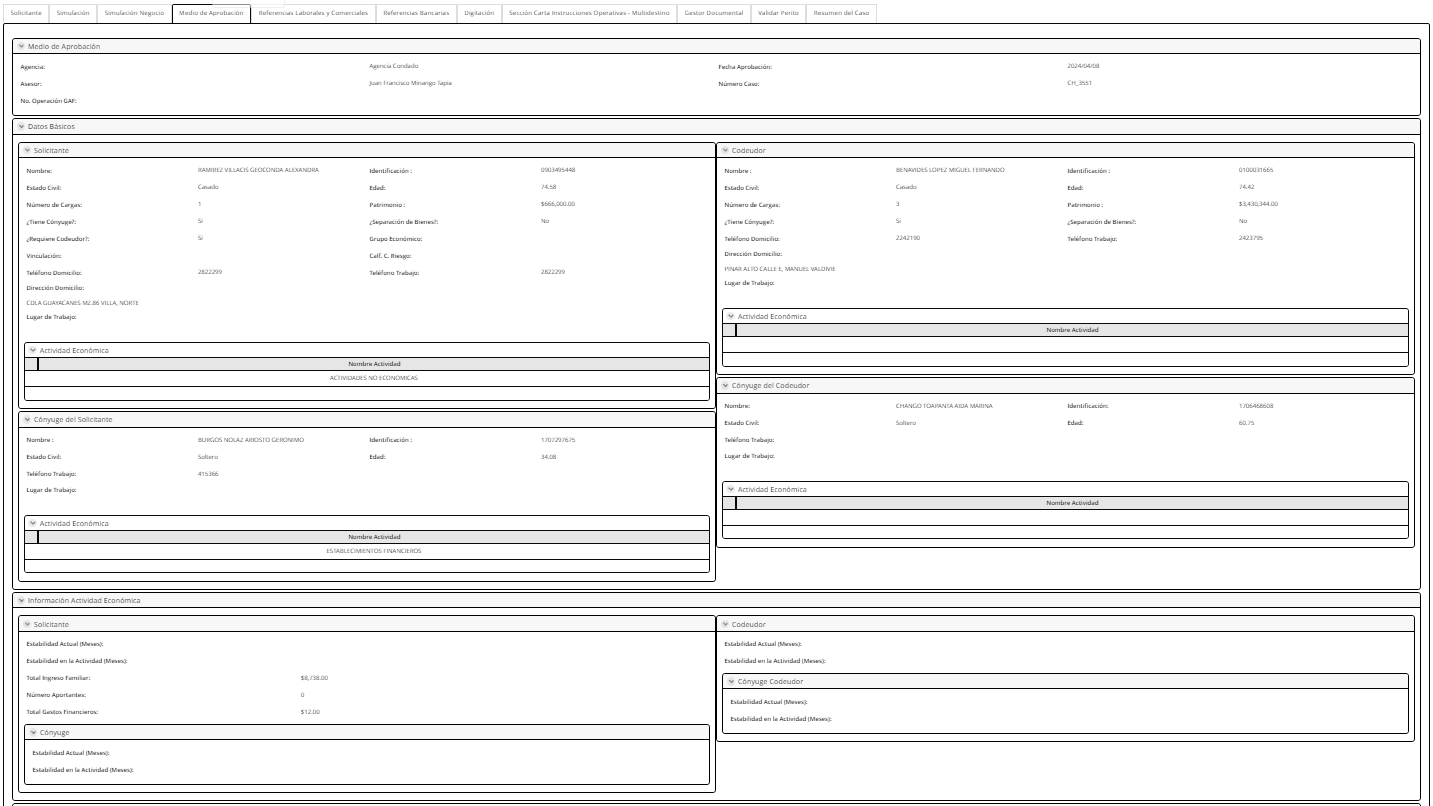 Solicitante Simulación Simulación Negocio Medio de Aprobación Referencias Laborales y Comerciales Referencias Bancarias Digitación Sección Carta Instrucciones Operativas - Multidestino Gestor Documental Validar Perito Resumen del Caso
Medio de Aprobación
Agencia: Agencia Condado Fecha Aprobación: 2024/04/08
Asesor: Juan Francisco Minango Tapia Número Caso: CH_3551
No. Operación GAF:
Datos Básicos
Solicitante
Nombre: RAMIREZ VILLACIS GEOCONDA ALEXANDRA Identificación : 0903495448
Estado Civil: Casado Edad: 74.58
Número de Cargas: 1 Patrimonio : $666,000.00
¿Tiene Cónyuge?: Si ¿Separación de Bienes?: No
¿Requiere Codeudor?: Si Grupo Económico:
Vinculación: Calf. C. Riesgo:
Teléfono Domicilio: 2822299 Teléfono Trabajo: 2822299
Dirección Domicilio:
COLA GUAYACANES MZ.86 VILLA, NORTE
Lugar de Trabajo:
Actividad Económica
Nombre Actividad
ACTIVIDADES NO ECONOMICAS
Cónyuge del Solicitante
Nombre : BURGOS NOLAZ ARIOSTO GERONIMO Identificación : 1707297675
Estado Civil: Soltero Edad: 34.08
Teléfono Trabajo: 415366
Lugar de Trabajo:
Actividad Económica
Nombre Actividad
ESTABLECIMIENTOS FINANCIEROS
Codeudor
Nombre : BENAVIDES LOPEZ MIGUEL FERNANDO Identificación : 0100031665
Estado Civil: Casado Edad: 74.42
Número de Cargas: 3 Patrimonio : $3,430,344.00
¿Tiene Cónyuge?: Si ¿Separación de Bienes?: No
Teléfono Domicilio: 2242190 Teléfono Trabajo: 2423795
Dirección Domicilio:
PINAR ALTO CALLE E, MANUEL VALDIVIE
Lugar de Trabajo:
Actividad Económica
Nombre Actividad
Cónyuge del Codeudor
Nombre: CHANGO TOAPANTA AIDA MARINA Identificación: 1706468608
Estado Civil: Soltero Edad: 60.75
Teléfono Trabajo:
Lugar de Trabajo:
Actividad Económica
Nombre Actividad
Información Actividad Económica
Solicitante
Estabilidad Actual (Meses):
Estabilidad en la Actividad (Meses):
Total Ingreso Familiar: $8,738.00
Número Aportantes: 0
Total Gastos Financieros: $12.00
Cónyuge
Estabilidad Actual (Meses):
Estabilidad en la Actividad (Meses):
Codeudor
Estabilidad Actual (Meses):
Estabilidad en la Actividad (Meses):
Cónyuge Codeudor
Estabilidad Actual (Meses):
Estabilidad en la Actividad (Meses):